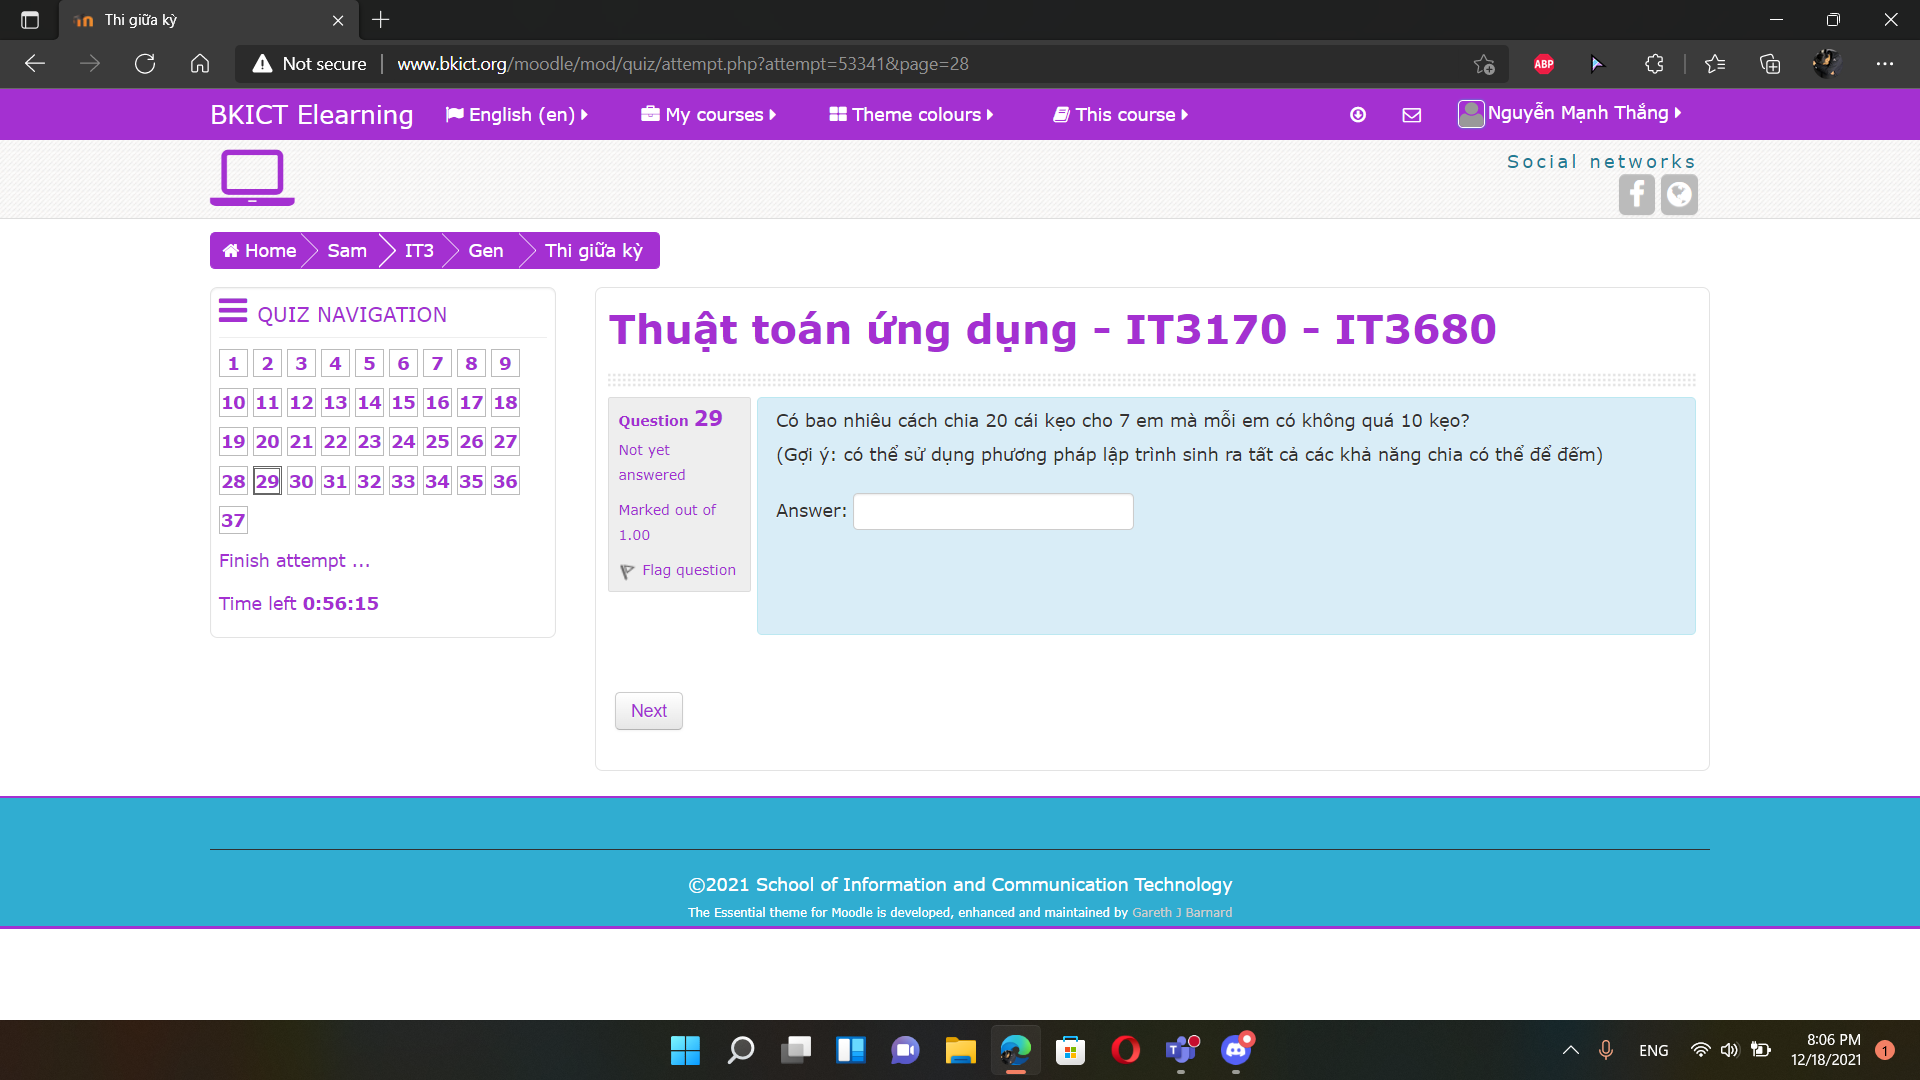 Thi giữa kỳ
Not secure
www.bkict.org/moodle/mod/quiz/attempt.php?attempt=53341&page=28
ABP
BKICT Elearning
English (en)
My courses
Theme colours
This course
Nguyễn Mạnh Thắng
Social networks
Home
Sam
IT3
Gen
Thi giữa kỳ
QUIZ NAVIGATION
1 2 3 4 5 6 7 8 9
10 11 12 13 14 15 16 17 18
19 20 21 22 23 24 25 26 27
28 29 30 31 32 33 34 35 36
37
Finish attempt ...
Time left 0:56:15
Thuật toán ứng dụng - IT3170 - IT3680
Question 29
Not yet
answered
Marked out of
1.00
Flag question
Có bao nhiêu cách chia 20 cái kẹo cho 7 em mà mỗi em có không quá 10 kẹo?
(Gợi ý: có thể sử dụng phương pháp lập trình sinh ra tất cả các khả năng chia có thể để đếm)
Answer:
Next
©2021 School of Information and Communication Technology
The Essential theme for Moodle is developed, enhanced and maintained by Gareth J Barnard
ENG
8:06 PM
12/18/2021
1